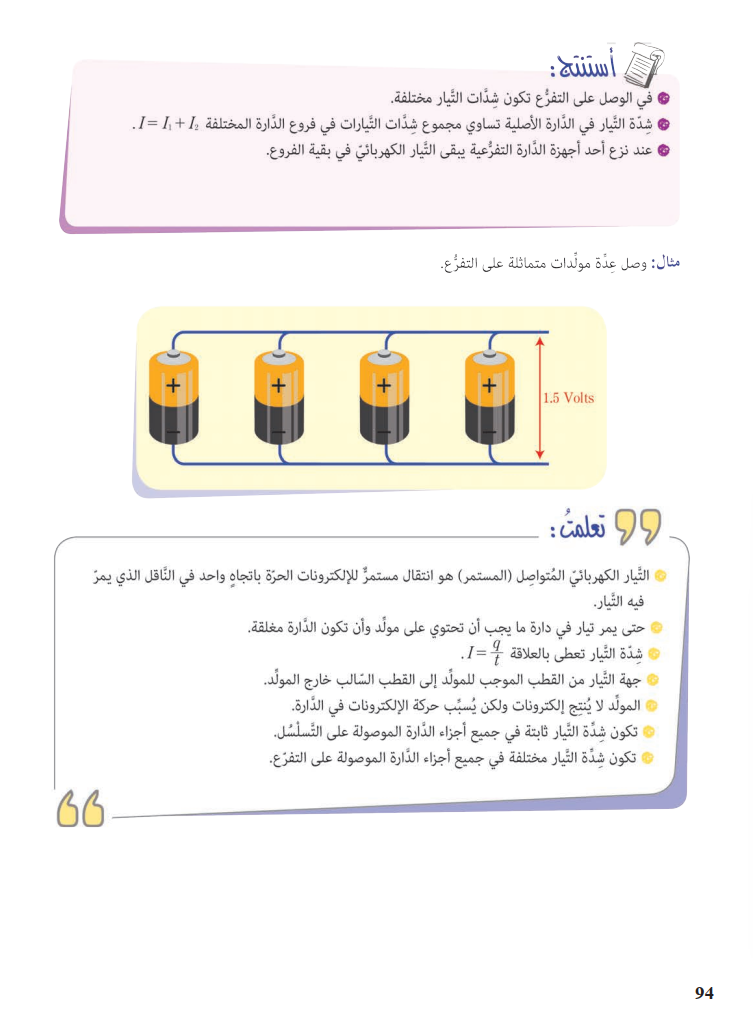 أستنتج:
في الوصل على التفرُّع تكون شِدَّات التَّيار مختلفة.
شِدّة التَّيار في الدَّارة الأصلية تساوي مجموع شِدَّات التَّيارات في فروع الدَّارة المختلفة I = I₁ + I₂ .
عند نزع أحد أجهزة الدَّارة التفرُّعية يبقى التَّيار الكهربائيّ في بقية الفروع.
مثال: وصل عِدَّة مولِّدات متماثلة على التفرُّع.
+ + + +
1.5 Volts
− − − −
تعلمتُ:
التَّيار الكهربائيّ المُتواصِل (المستمر) هو انتقال مستمرٌّ للإلكترونات الحرّة باتجاهٍ واحد في النَّاقل الذي يمرّ
فيه التَّيار.
حتى يمر تيار في دارة ما يجب أن تحتوي على مولِّد وأن تكون الدَّارة مغلقة.
شِدّة التَّيار تعطى بالعلاقة I = q/t .
جهة التَّيار من القطب الموجب للمولِّد إلى القطب السّالب خارج المولِّد.
المولِّد لا يُنتِج إلكترونات ولكن يُسبِّب حركة الإلكترونات في الدَّارة.
تكون شِدِّة التَّيار ثابتة في جميع أجزاء الدَّارة الموصولة على التَّسلْسُل.
تكون شِدِّة التَّيار مختلفة في جميع أجزاء الدَّارة الموصولة على التفرّع.
94